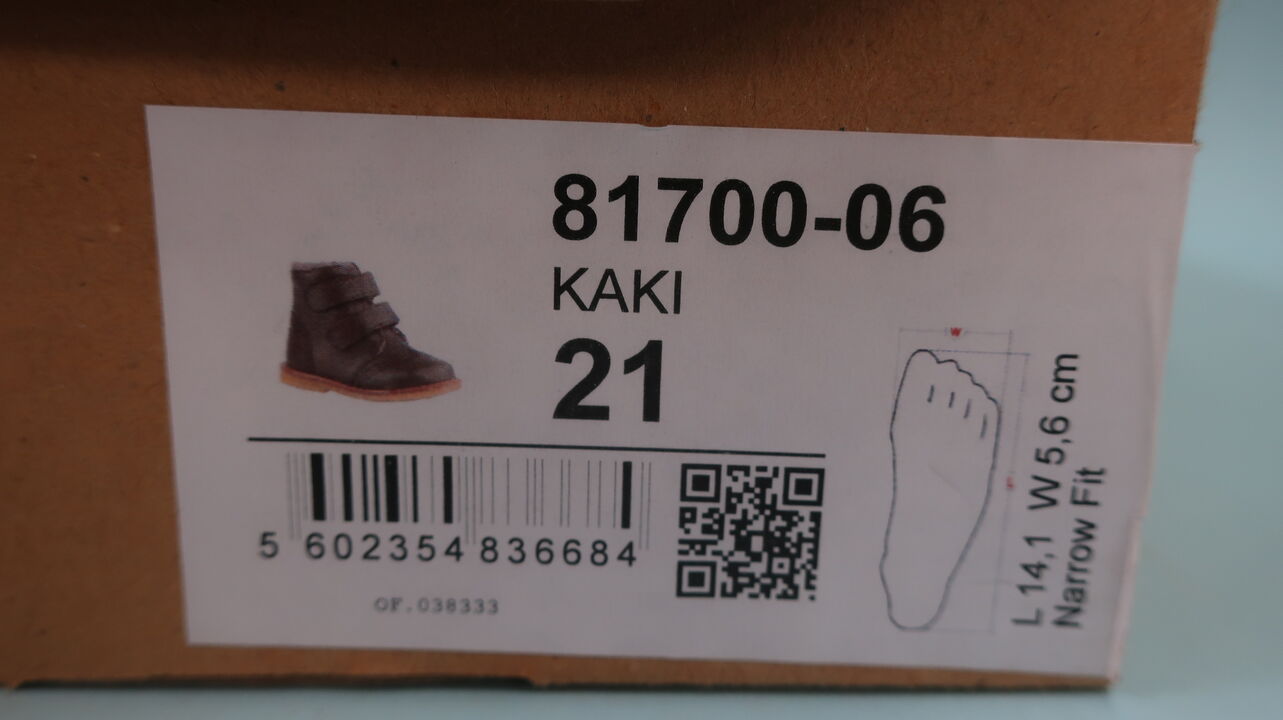 81700-06
KAKI
21
5 602354 836684
OF.038333
W
L 14,1 W 5,6 cm
Narrow Fit